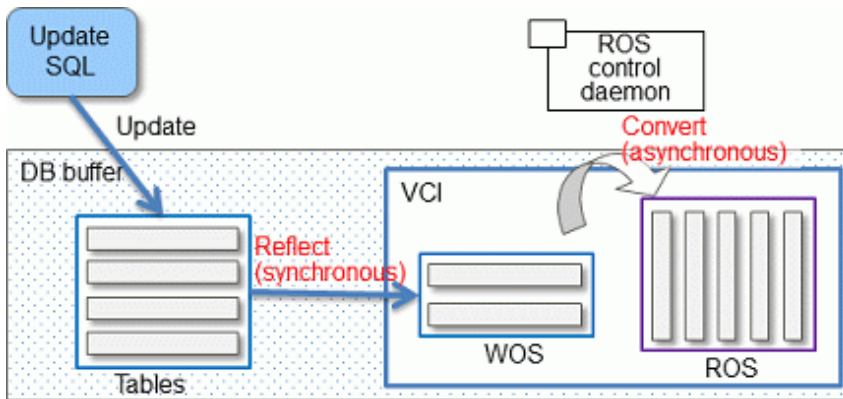 Update
SQL
ROS
control
daemon
Update
Convert
(asynchronous)
DB buffer
VCI
Reflect
(synchronous)
WOS
ROS
Tables